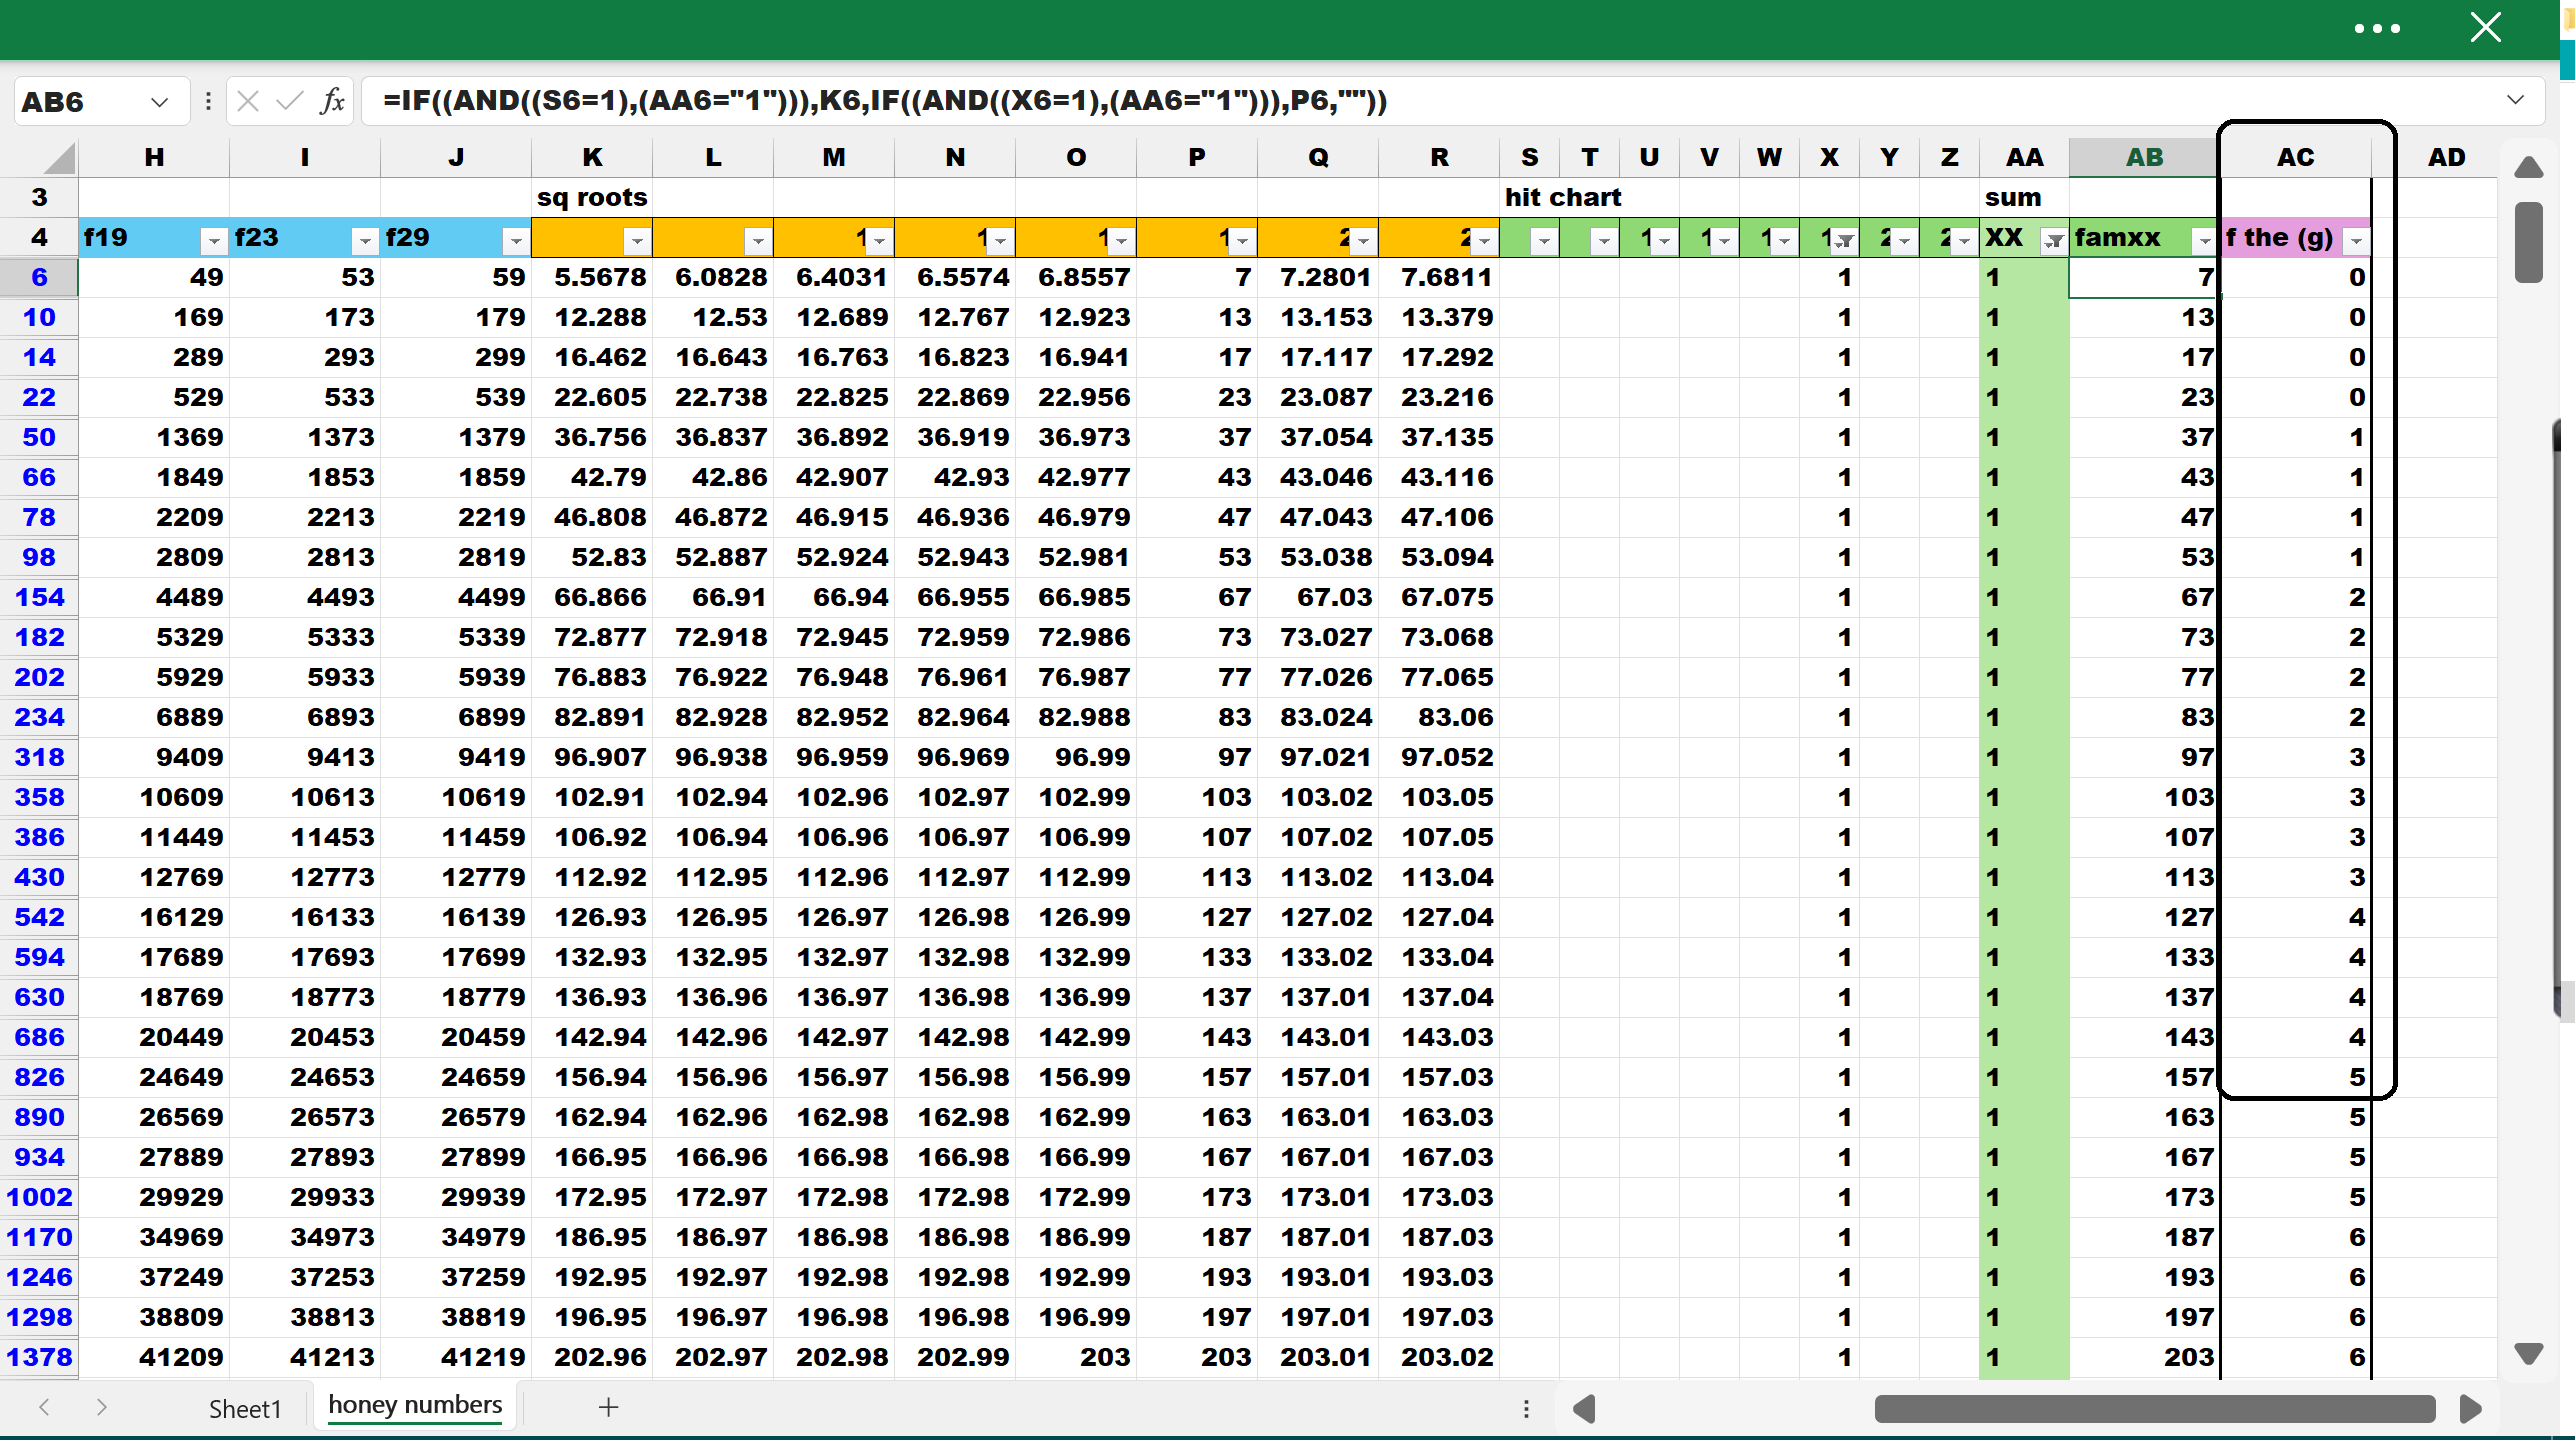 AB6 fx =IF((AND((S6=1),(AA6="1"))),K6,IF((AND((X6=1),(AA6="1"))),P6,""))
H I J K L M N O P Q R S T U V W X Y Z AA AB AC AD
3 sq roots hit chart sum
4 f19 f23 f29 1 1 1 1 2 2 1 1 1 1 2 2 XX famxx f the (g)
6 49 53 59 5.5678 6.0828 6.4031 6.5574 6.8557 7 7.2801 7.6811 1 1 7 0
10 169 173 179 12.288 12.53 12.689 12.767 12.923 13 13.153 13.379 1 1 13 0
14 289 293 299 16.462 16.643 16.763 16.823 16.941 17 17.117 17.292 1 1 17 0
22 529 533 539 22.605 22.738 22.825 22.869 22.956 23 23.087 23.216 1 1 23 0
50 1369 1373 1379 36.756 36.837 36.892 36.919 36.973 37 37.054 37.135 1 1 37 1
66 1849 1853 1859 42.79 42.86 42.907 42.93 42.977 43 43.046 43.116 1 1 43 1
78 2209 2213 2219 46.808 46.872 46.915 46.936 46.979 47 47.043 47.106 1 1 47 1
98 2809 2813 2819 52.83 52.887 52.924 52.943 52.981 53 53.038 53.094 1 1 53 1
154 4489 4493 4499 66.866 66.91 66.94 66.955 66.985 67 67.03 67.075 1 1 67 2
182 5329 5333 5339 72.877 72.918 72.945 72.959 72.986 73 73.027 73.068 1 1 73 2
202 5929 5933 5939 76.883 76.922 76.948 76.961 76.987 77 77.026 77.065 1 1 77 2
234 6889 6893 6899 82.891 82.928 82.952 82.964 82.988 83 83.024 83.06 1 1 83 2
318 9409 9413 9419 96.907 96.938 96.959 96.969 96.99 97 97.021 97.052 1 1 97 3
358 10609 10613 10619 102.91 102.94 102.96 102.97 102.99 103 103.02 103.05 1 1 103 3
386 11449 11453 11459 106.92 106.94 106.96 106.97 106.99 107 107.02 107.05 1 1 107 3
430 12769 12773 12779 112.92 112.95 112.96 112.97 112.99 113 113.02 113.04 1 1 113 3
542 16129 16133 16139 126.93 126.95 126.97 126.98 126.99 127 127.02 127.04 1 1 127 4
594 17689 17693 17699 132.93 132.95 132.97 132.98 132.99 133 133.02 133.04 1 1 133 4
630 18769 18773 18779 136.93 136.96 136.97 136.98 136.99 137 137.01 137.04 1 1 137 4
686 20449 20453 20459 142.94 142.96 142.97 142.98 142.99 143 143.01 143.03 1 1 143 4
826 24649 24653 24659 156.94 156.96 156.97 156.98 156.99 157 157.01 157.03 1 1 157 5
890 26569 26573 26579 162.94 162.96 162.98 162.98 162.99 163 163.01 163.03 1 1 163 5
934 27889 27893 27899 166.95 166.96 166.98 166.98 166.99 167 167.01 167.03 1 1 167 5
1002 29929 29933 29939 172.95 172.97 172.98 172.98 172.99 173 173.01 173.03 1 1 173 5
1170 34969 34973 34979 186.95 186.97 186.98 186.98 186.99 187 187.01 187.03 1 1 187 6
1246 37249 37253 37259 192.95 192.97 192.98 192.98 192.99 193 193.01 193.03 1 1 193 6
1298 38809 38813 38819 196.95 196.97 196.98 196.98 196.99 197 197.01 197.03 1 1 197 6
1378 41209 41213 41219 202.96 202.97 202.98 202.99 203 203 203.01 203.02 1 1 203 6
Sheet1 honey numbers